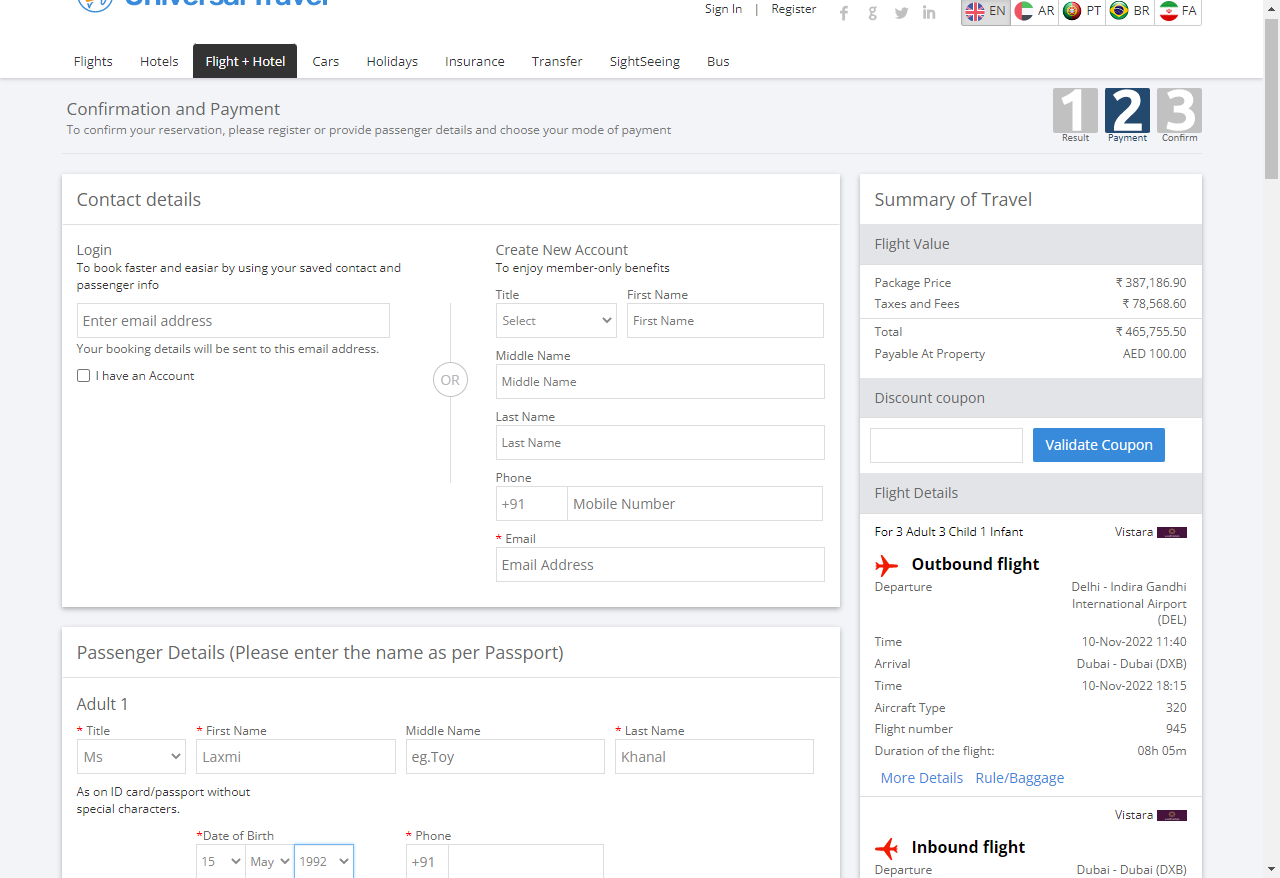 Universal Travel
Sign In | Register
EN AR PT BR FA
Flights Hotels Flight + Hotel Cars Holidays Insurance Transfer SightSeeing Bus
Confirmation and Payment
To confirm your reservation, please register or provide passenger details and choose your mode of payment
1 2 3
Result Payment Confirm
Contact details
Login
To book faster and easiar by using your saved contact and
passenger info
Enter email address
Your booking details will be sent to this email address.
I have an Account
OR
Create New Account
To enjoy member-only benefits
Title First Name
Select First Name
Middle Name
Middle Name
Last Name
Last Name
Phone
+91 Mobile Number
* Email
Email Address
Summary of Travel
Flight Value
Package Price ₹ 387,186.90
Taxes and Fees ₹ 78,568.60
Total ₹ 465,755.50
Payable At Property AED 100.00
Discount coupon
Validate Coupon
Flight Details
For 3 Adult 3 Child 1 Infant Vistara
Outbound flight
Departure Delhi - Indira Gandhi
International Airport
(DEL)
Time 10-Nov-2022 11:40
Arrival Dubai - Dubai (DXB)
Time 10-Nov-2022 18:15
Aircraft Type 320
Flight number 945
Duration of the flight: 08h 05m
More Details Rule/Baggage
Vistara
Inbound flight
Departure Dubai - Dubai (DXB)
Passenger Details (Please enter the name as per Passport)
Adult 1
* Title * First Name Middle Name * Last Name
Ms Laxmi eg.Toy Khanal
As on ID card/passport without
special characters.
*Date of Birth * Phone
15 May 1992 +91